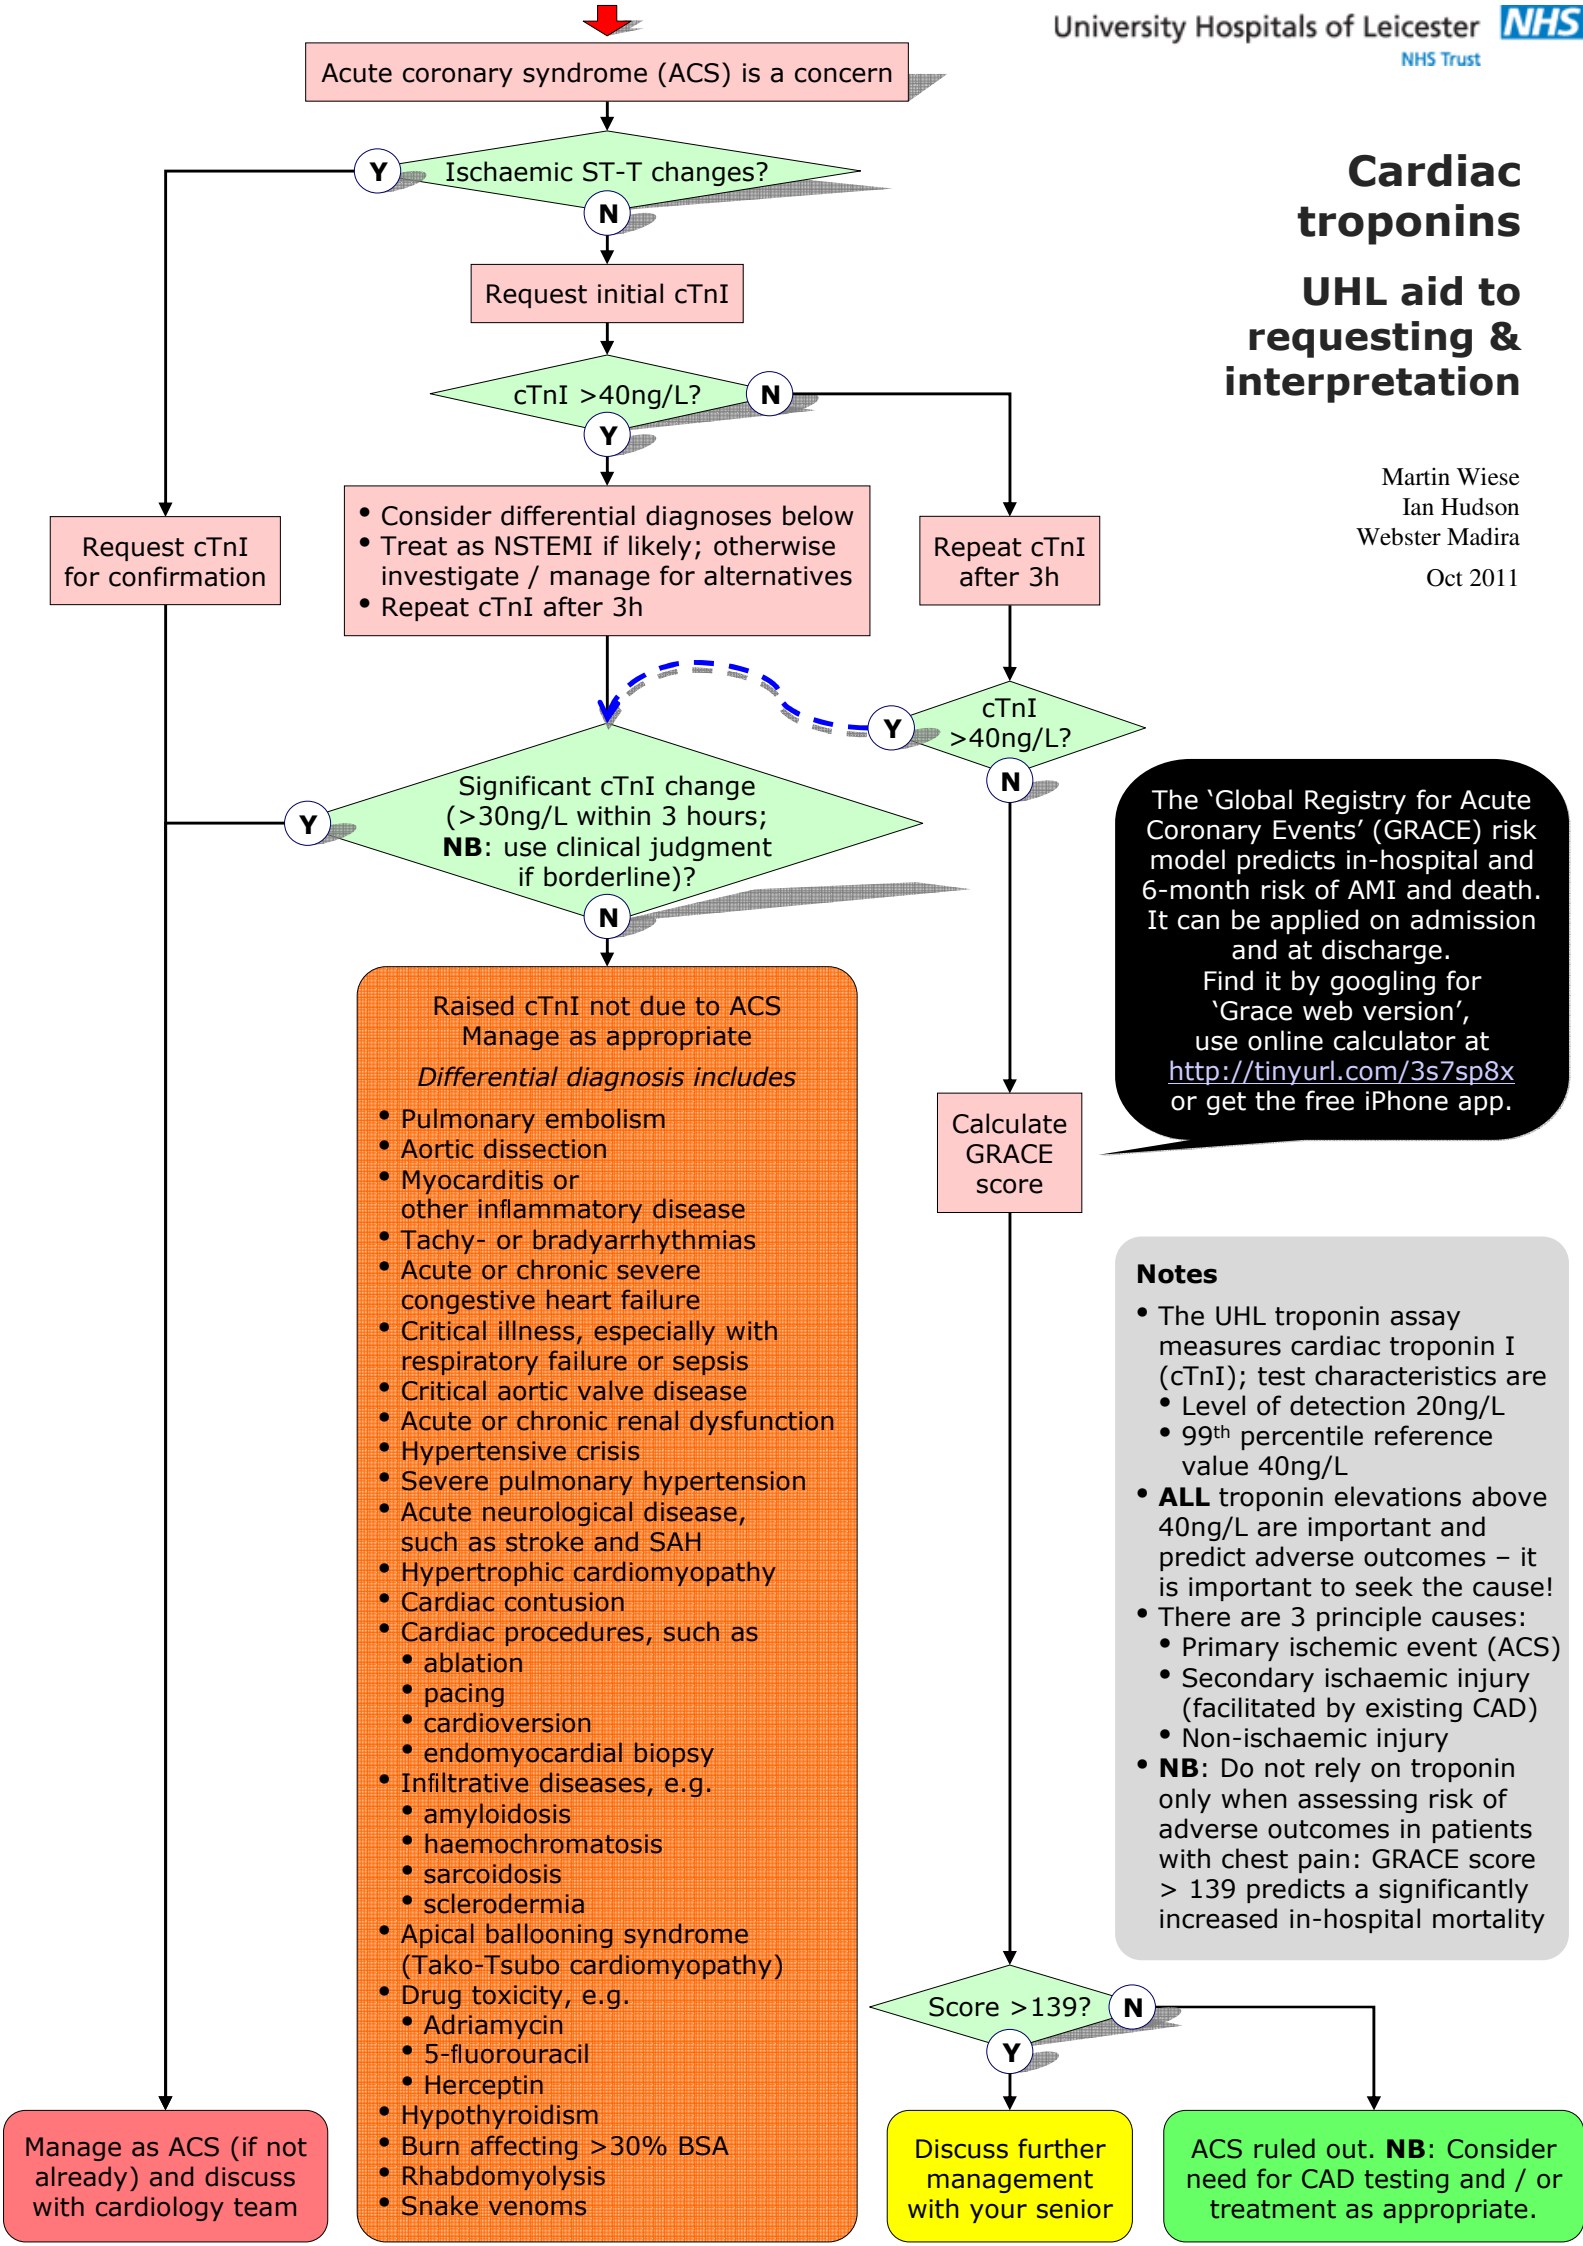 University Hospitals of Leicester NHS
NHS Trust
Cardiac
troponins
UHL aid to
requesting &
interpretation
Martin Wiese
Ian Hudson
Webster Madira
Oct 2011
Acute coronary syndrome (ACS) is a concern
Ischaemic ST-T changes?
Y
N
Request initial cTnI
cTnI >40ng/L?
N
Y
Request cTnI
for confirmation
• Consider differential diagnoses below
• Treat as NSTEMI if likely; otherwise
investigate / manage for alternatives
• Repeat cTnI after 3h
Repeat cTnI
after 3h
cTnI
>40ng/L?
Y
N
Significant cTnI change
(>30ng/L within 3 hours;
NB: use clinical judgment
if borderline)?
Y
N
The ‘Global Registry for Acute
Coronary Events’ (GRACE) risk
model predicts in-hospital and
6-month risk of AMI and death.
It can be applied on admission
and at discharge.
Find it by googling for
‘Grace web version’,
use online calculator at
http://tinyurl.com/3s7sp8x
or get the free iPhone app.
Calculate
GRACE
score
Raised cTnI not due to ACS
Manage as appropriate
Differential diagnosis includes
• Pulmonary embolism
• Aortic dissection
• Myocarditis or
other inflammatory disease
• Tachy- or bradyarrhythmias
• Acute or chronic severe
congestive heart failure
• Critical illness, especially with
respiratory failure or sepsis
• Critical aortic valve disease
• Acute or chronic renal dysfunction
• Hypertensive crisis
• Severe pulmonary hypertension
• Acute neurological disease,
such as stroke and SAH
• Hypertrophic cardiomyopathy
• Cardiac contusion
• Cardiac procedures, such as
• ablation
• pacing
• cardioversion
• endomyocardial biopsy
• Infiltrative diseases, e.g.
• amyloidosis
• haemochromatosis
• sarcoidosis
• sclerodermia
• Apical ballooning syndrome
(Tako-Tsubo cardiomyopathy)
• Drug toxicity, e.g.
• Adriamycin
• 5-fluorouracil
• Herceptin
• Hypothyroidism
• Burn affecting >30% BSA
• Rhabdomyolysis
• Snake venoms
Notes
• The UHL troponin assay
measures cardiac troponin I
(cTnI); test characteristics are
• Level of detection 20ng/L
• 99th percentile reference
value 40ng/L
• ALL troponin elevations above
40ng/L are important and
predict adverse outcomes – it
is important to seek the cause!
• There are 3 principle causes:
• Primary ischemic event (ACS)
• Secondary ischaemic injury
(facilitated by existing CAD)
• Non-ischaemic injury
• NB: Do not rely on troponin
only when assessing risk of
adverse outcomes in patients
with chest pain: GRACE score
> 139 predicts a significantly
increased in-hospital mortality
Score >139?
N
Y
Manage as ACS (if not
already) and discuss
with cardiology team
Discuss further
management
with your senior
ACS ruled out. NB: Consider
need for CAD testing and / or
treatment as appropriate.